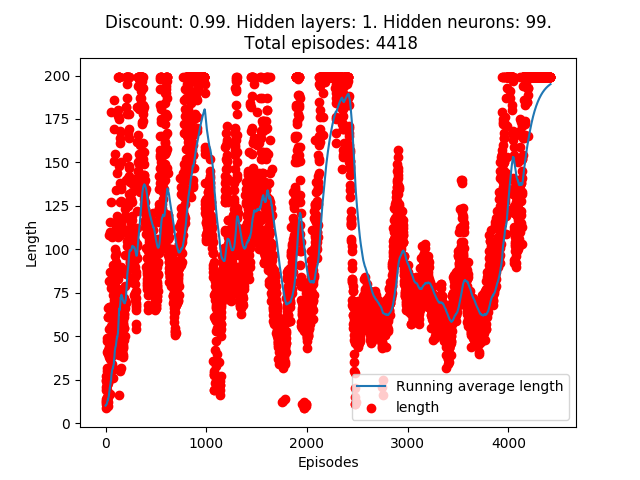 Discount: 0.99. Hidden layers: 1. Hidden neurons: 99.
Total episodes: 4418
200
175
150
125
100
75
50
25
0
Length
Running average length
length
0 1000 2000 3000 4000
Episodes